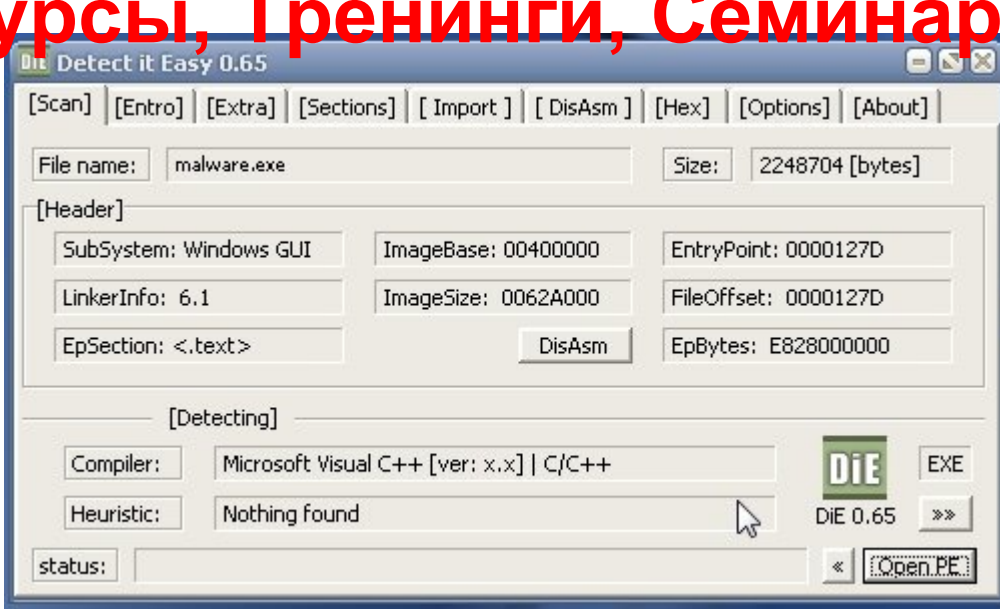 урсы, Тренинги, Семинар
Detect it Easy 0.65
[Scan] [Entro] [Extra] [Sections] [ Import ] [ DisAsm ] [Hex] [Options] [About]
File name: malware.exe Size: 2248704 [bytes]
[Header]
SubSystem: Windows GUI ImageBase: 00400000 EntryPoint: 0000127D
LinkerInfo: 6.1 ImageSize: 0062A000 FileOffset: 0000127D
EpSection: <.text> DisAsm EpBytes: E828000000
[Detecting]
Compiler: Microsoft Visual C++ [ver: x.x] | C/C++ DiE EXE
Heuristic: Nothing found DiE 0.65 »»
status: « Open PE